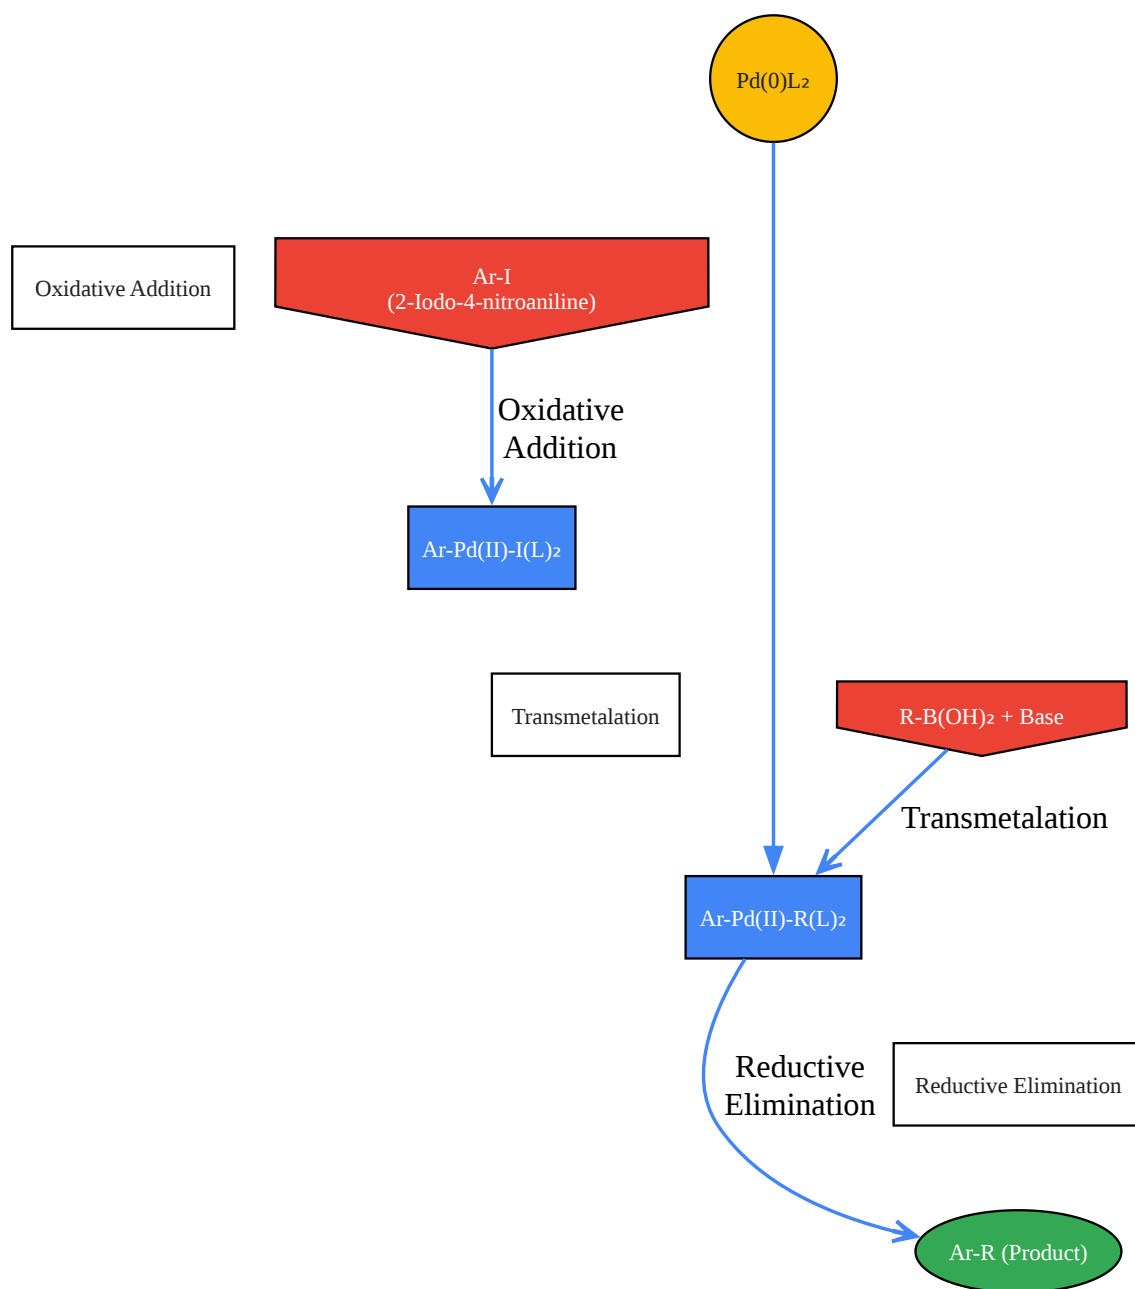 Pd(0)L₂
Oxidative Addition
Ar-I
(2-Iodo-4-nitroaniline)
Oxidative
Addition
Ar-Pd(II)-I(L)₂
Transmetalation
R-B(OH)₂ + Base
Transmetalation
Ar-Pd(II)-R(L)₂
Reductive
Elimination
Reductive Elimination
Ar-R (Product)